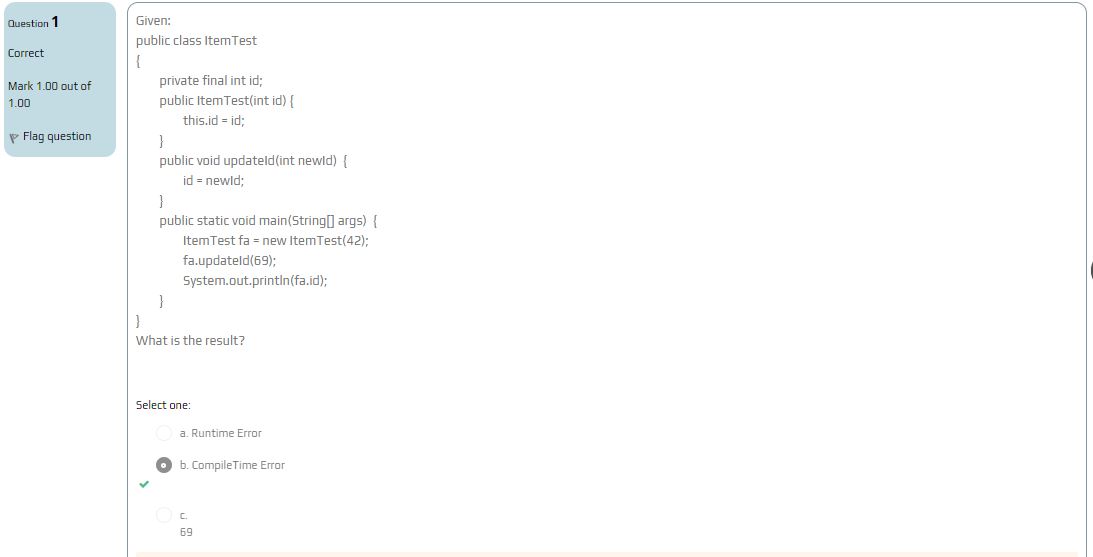 Question 1
Correct
Mark 1.00 out of
1.00
Flag question
Given:
public class ItemTest
{
private final int id;
public ItemTest(int id) {
this.id = id;
}
public void updateId(int newId) {
id = newId;
}
public static void main(String[] args) {
ItemTest fa = new ItemTest(42);
fa.updateId(69);
System.out.println(fa.id);
}
}
What is the result?
Select one:
a. Runtime Error
b. CompileTime Error
c.
69